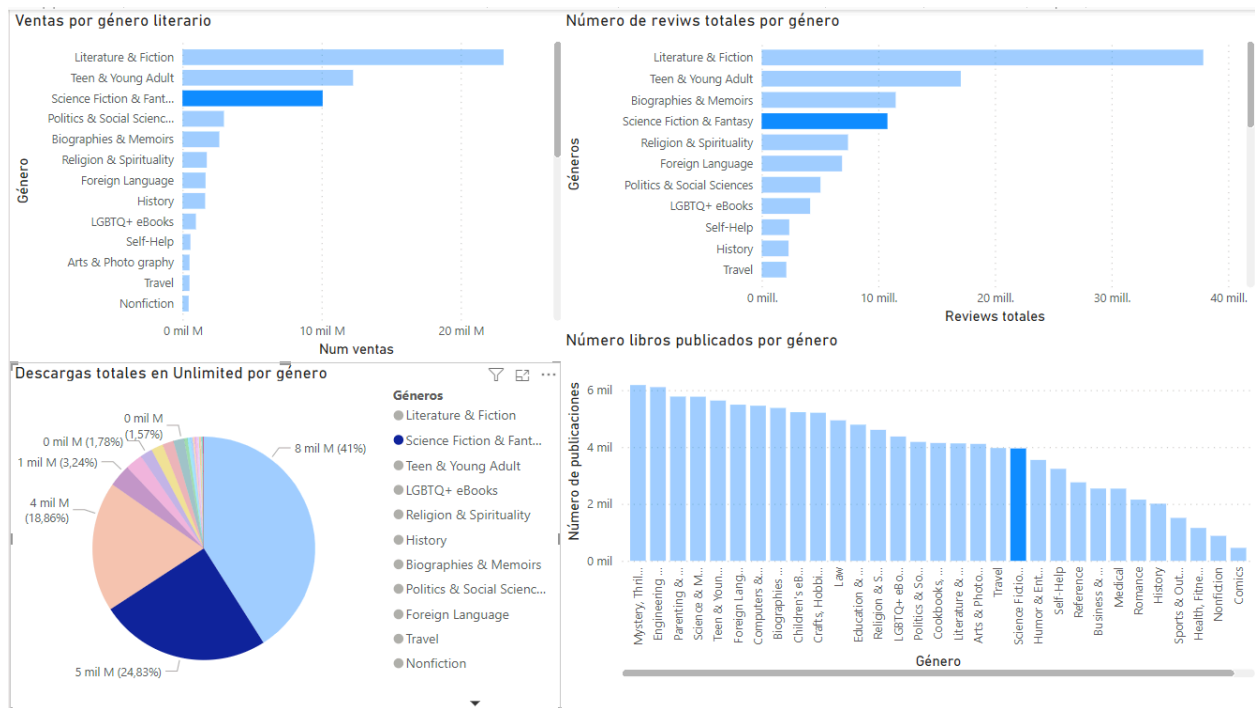 Ventas por género literario
Género
Literature & Fiction
Teen & Young Adult
Science Fiction & Fant...
Politics & Social Scienc...
Biographies & Memoirs
Religion & Spirituality
Foreign Language
History
LGBTQ+ eBooks
Self-Help
Arts & Photo graphy
Travel
Nonfiction
0 mil M
10 mil M
20 mil M
Num ventas
Número de reviws totales por género
Géneros
Literature & Fiction
Teen & Young Adult
Biographies & Memoirs
Science Fiction & Fantasy
Religion & Spirituality
Foreign Language
Politics & Social Sciences
LGBTQ+ eBooks
Self-Help
History
Travel
0 mill.
10 mill.
20 mill.
30 mill.
40 mill.
Reviews totales
Descargas totales en Unlimited por género
0 mil M
(1,57%)
0 mil M (1,78%)
1 mil M (3,24%)
4 mil M
(18,86%)
5 mil M (24,83%)
8 mil M (41%)
Géneros
Literature & Fiction
Science Fiction & Fant...
Teen & Young Adult
LGBTQ+ eBooks
Religion & Spirituality
History
Biographies & Memoirs
Politics & Social Scienc...
Foreign Language
Travel
Nonfiction
Número libros publicados por género
Número de publicaciones
6 mil
4 mil
2 mil
0 mil
Mystery, Thril...
Engineering ...
Parenting & ...
Science & M...
Teen & Youn...
Foreign Lang...
Computers &...
Biographies ...
Children's eB...
Crafts, Hobbi...
Law
Education & ...
Religion & S...
LGBTQ+ eBo...
Politics & So...
Cookbooks, ...
Literature & ...
Arts & Photo...
Travel
Science Fictio...
Humor & Ent...
Self-Help
Reference
Business & ...
Medical
Romance
History
Sports & Out...
Health, Fitne...
Nonfiction
Comics
Género